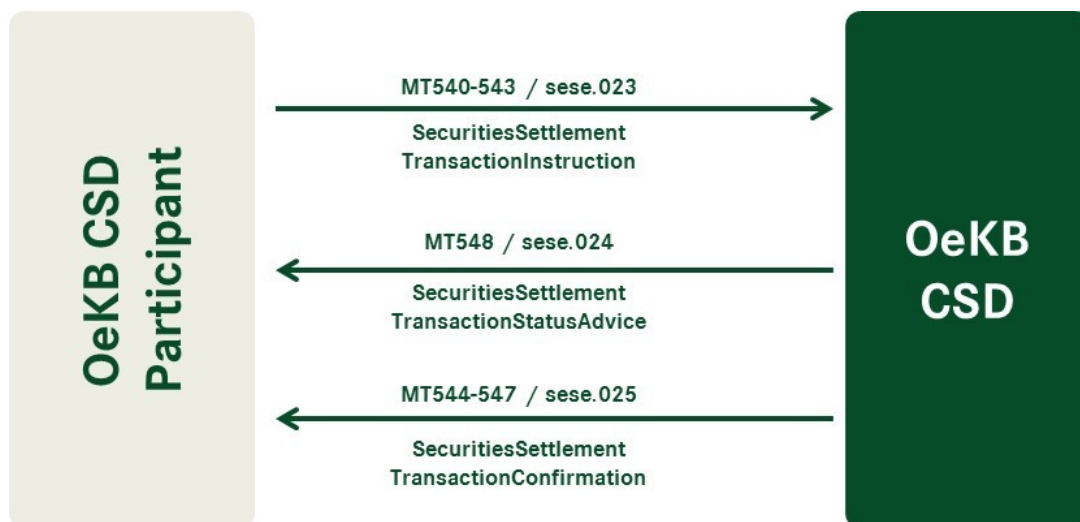 OeKB CSD
Participant
MT540-543 / sese.023
SecuritiesSettlement
TransactionInstruction
MT548 / sese.024
SecuritiesSettlement
TransactionStatusAdvice
MT544-547 / sese.025
SecuritiesSettlement
TransactionConfirmation
OeKB
CSD